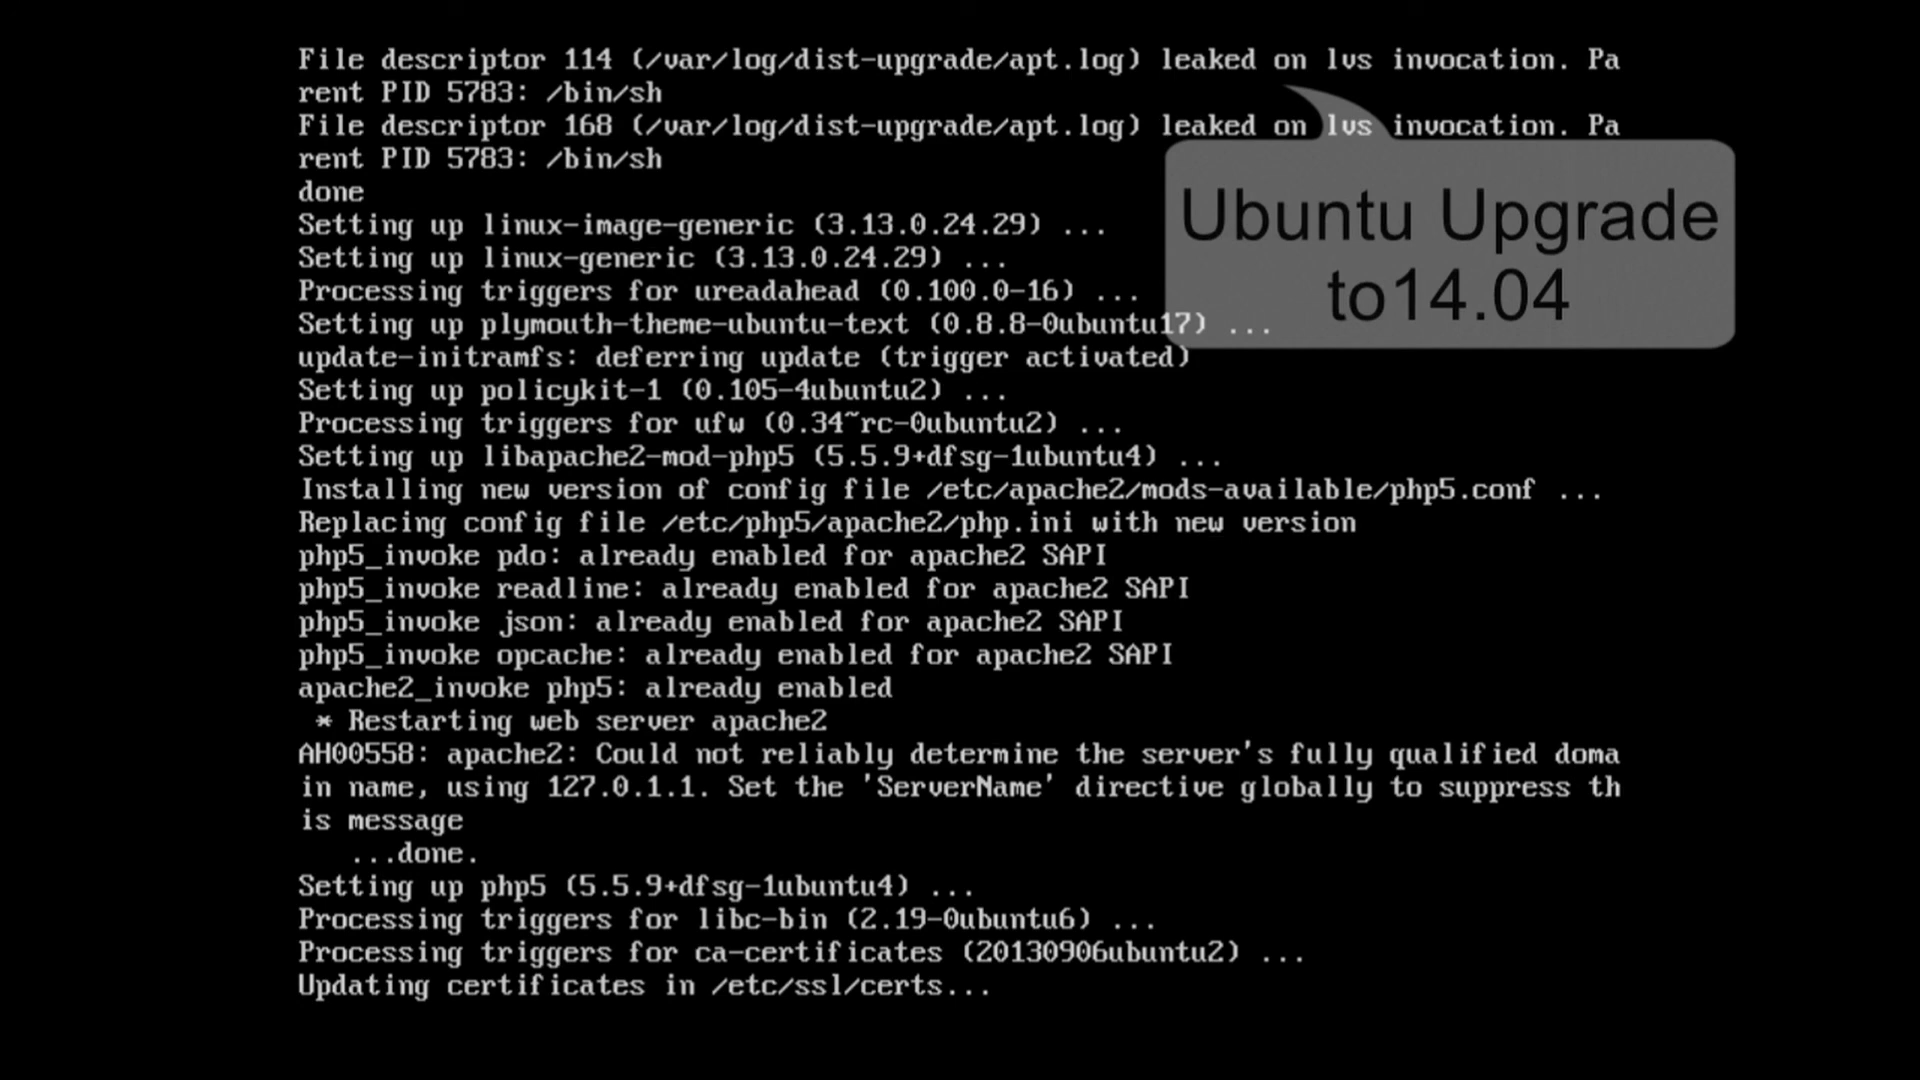 File descriptor 114 (/var/log/dist-upgrade/apt.log) leaked on lvs invocation. Pa
rent PID 5783: /bin/sh
File descriptor 168 (/var/log/dist-upgrade/apt.log) leaked on lvs invocation. Pa
rent PID 5783: /bin/sh
done
Setting up linux-image-generic (3.13.0.24.29) ...
Setting up linux-generic (3.13.0.24.29) ...
Processing triggers for ureadahead (0.100.0-16) ...
Setting up plymouth-theme-ubuntu-text (0.8.8-0ubuntu17) ...
update-initramfs: deferring update (trigger activated)
Setting up policykit-1 (0.105-4ubuntu2) ...
Processing triggers for ufw (0.34~rc-0ubuntu2) ...
Setting up libapache2-mod-php5 (5.5.9+dfsg-1ubuntu4) ...
Installing new version of config file /etc/apache2/mods-available/php5.conf ...
Replacing config file /etc/php5/apache2/php.ini with new version
php5_invoke pdo: already enabled for apache2 SAPI
php5_invoke readline: already enabled for apache2 SAPI
php5_invoke json: already enabled for apache2 SAPI
php5_invoke opcache: already enabled for apache2 SAPI
apache2_invoke php5: already enabled
 * Restarting web server apache2
AH00558: apache2: Could not reliably determine the server's fully qualified doma
in name, using 127.0.1.1. Set the 'ServerName' directive globally to suppress th
is message
   ...done.
Setting up php5 (5.5.9+dfsg-1ubuntu4) ...
Processing triggers for libc-bin (2.19-0ubuntu6) ...
Processing triggers for ca-certificates (20130906ubuntu2) ...
Updating certificates in /etc/ssl/certs...
Ubuntu Upgrade
to14.04